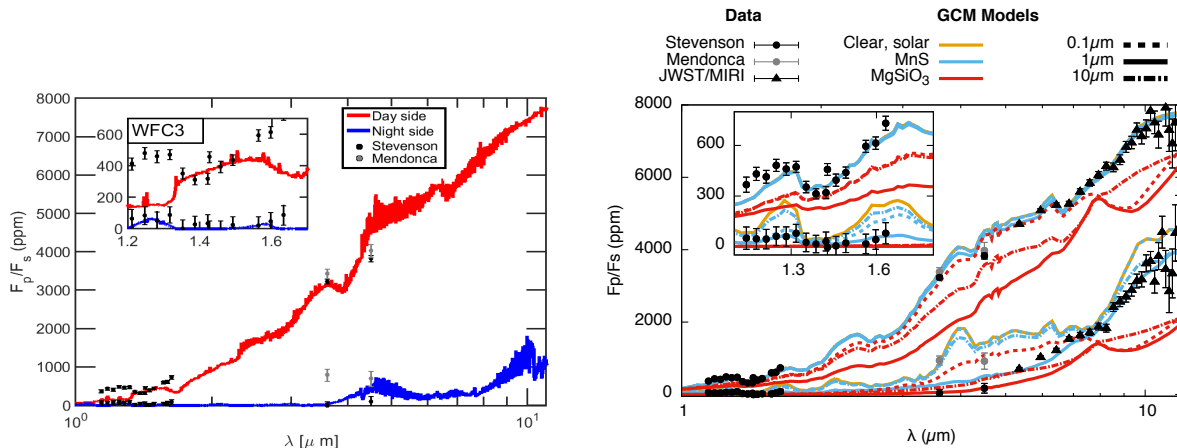 Data
GCM Models
Stevenson
Mendonca
JWST/MIRI
Clear, solar
MnS
MgSiO3
0.1µm
1µm
10µm
8000
7000
6000
5000
4000
3000
2000
1000
0
Fp/Fs (ppm)
WFC3
600
400
200
0
1.2
1.4
1.6
Day side
Night side
Stevenson
Mendonca
10^0
10^1
λ [μ m]
8000
6000
4000
2000
0
Fp/Fs (ppm)
600
300
0
1.3
1.6
1
10
λ (µm)